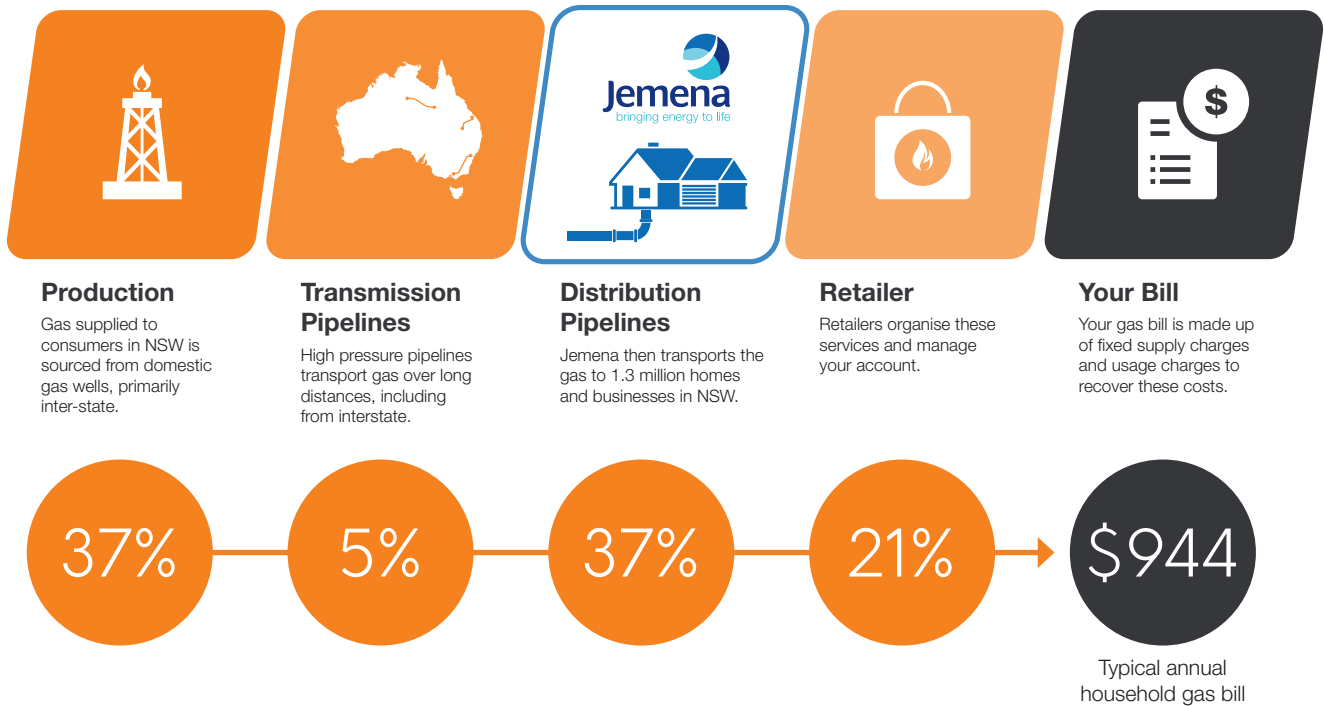 Jemena
bringing energy to life
$
Production
Gas supplied to
consumers in NSW is
sourced from domestic
gas wells, primarily
inter-state.
Transmission
Pipelines
High pressure pipelines
transport gas over long
distances, including
from interstate.
Distribution
Pipelines
Jemena then transports the
gas to 1.3 million homes
and businesses in NSW.
Retailer
Retailers organise these
services and manage
your account.
Your Bill
Your gas bill is made up
of fixed supply charges
and usage charges to
recover these costs.
37%
5%
37%
21%
$944
Typical annual
household gas bill